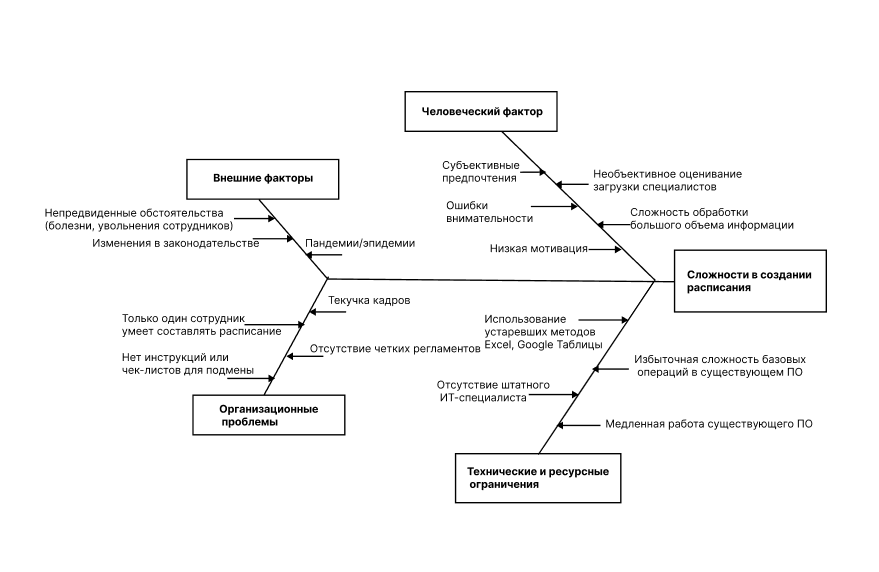 Человеческий фактор
Внешние факторы
Субъективные
предпочтения
Необъективное оценивание
загрузки специалистов
Непредвиденные обстоятельства
(болезни, увольнения сотрудников)
Ошибки
внимательности
Сложность обработки
большого объема информации
Изменения в законодательстве
Пандемии/эпидемии
Низкая мотивация
Сложности в создании
расписания
Текучка кадров
Только один сотрудник
умеет составлять расписание
Использование
устаревших методов
Excel, Google Таблицы
Отсутствие четких регламентов
Нет инструкций или
чек-листов для подмены
Избыточная сложность базовых
операций в существующем ПО
Отсутствие штатного
ИТ-специалиста
Организационные
проблемы
Медленная работа существующего ПО
Технические и ресурсные
ограничения